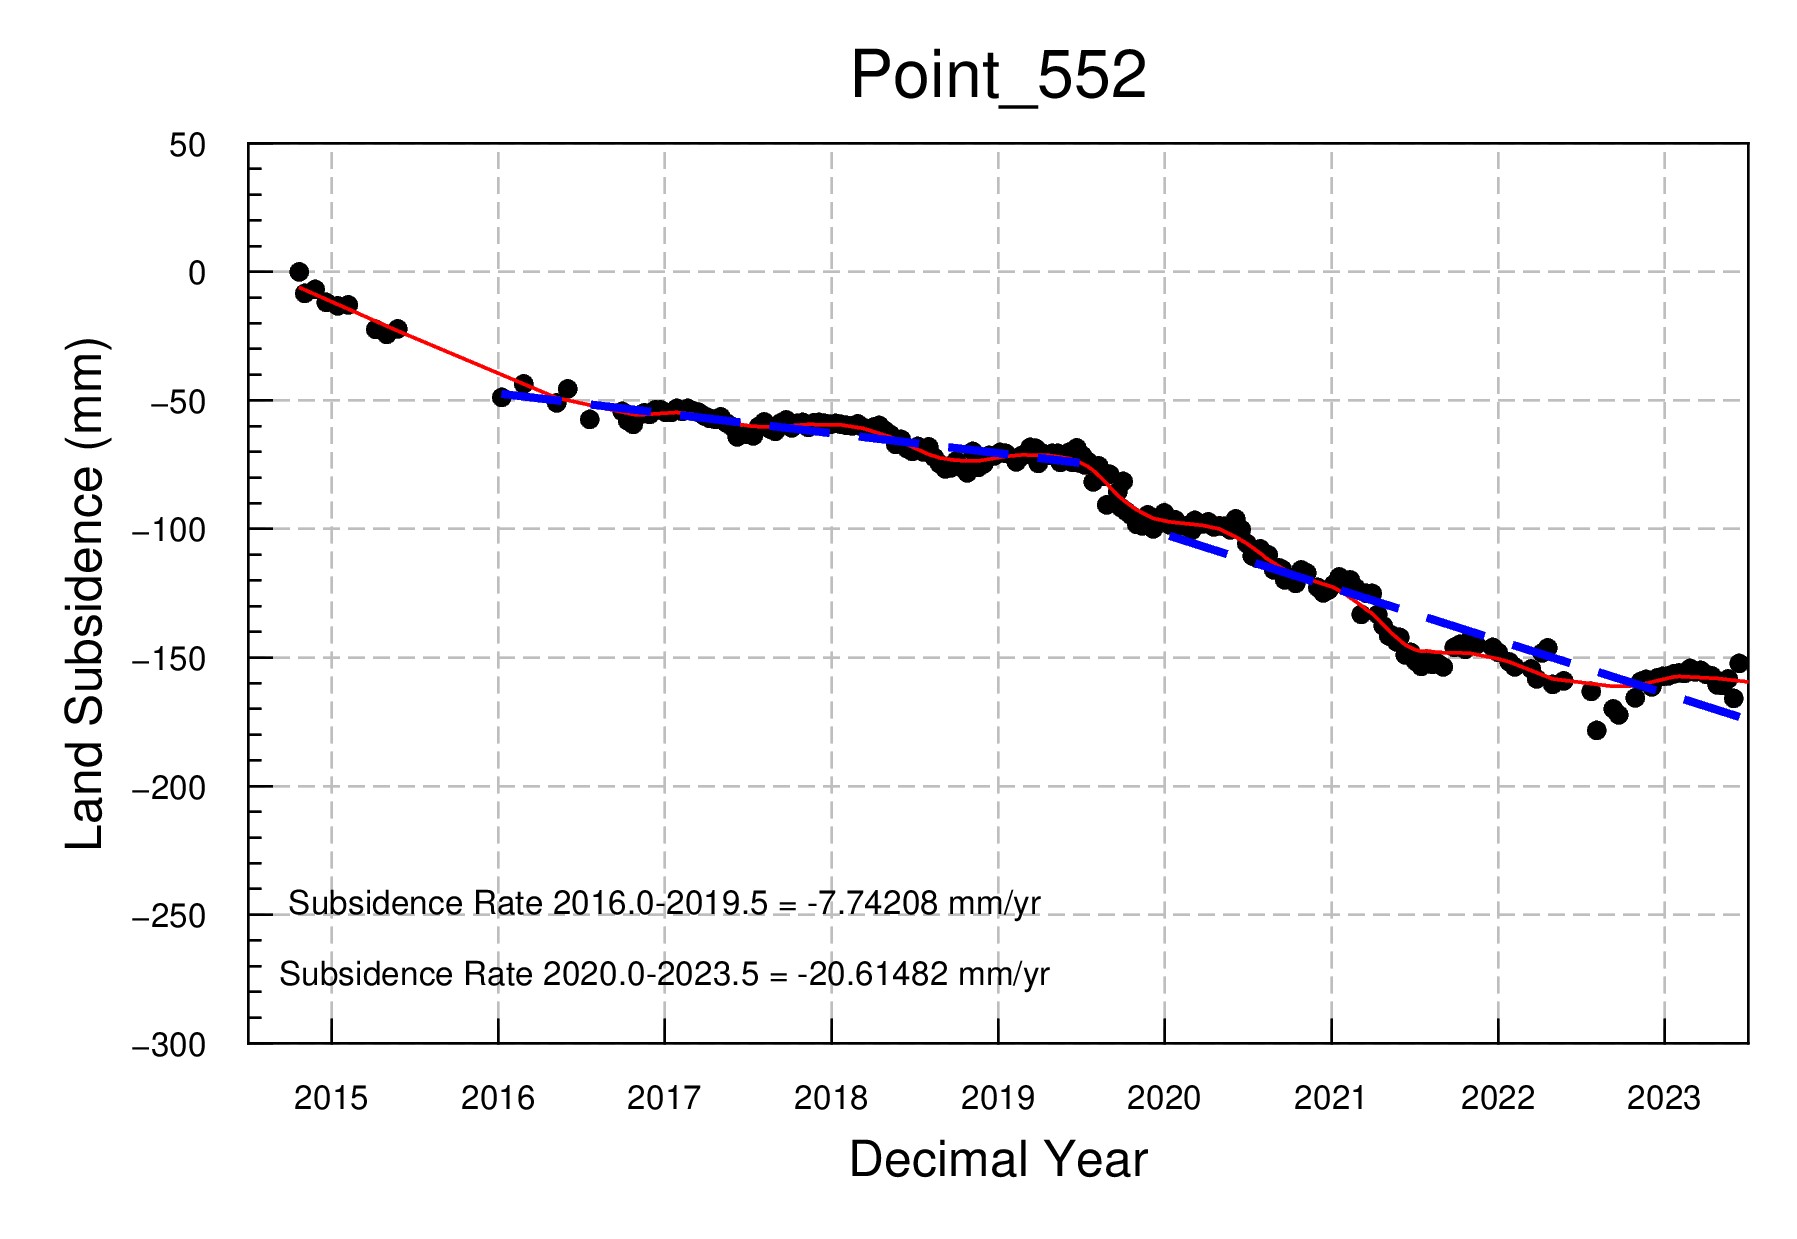 Point_552
50
0
−50
−100
−150
−200
−250
−300
Land Subsidence (mm)
Subsidence Rate 2016.0-2019.5 = -7.74208 mm/yr
Subsidence Rate 2020.0-2023.5 = -20.61482 mm/yr
2015 2016 2017 2018 2019 2020 2021 2022 2023
Decimal Year